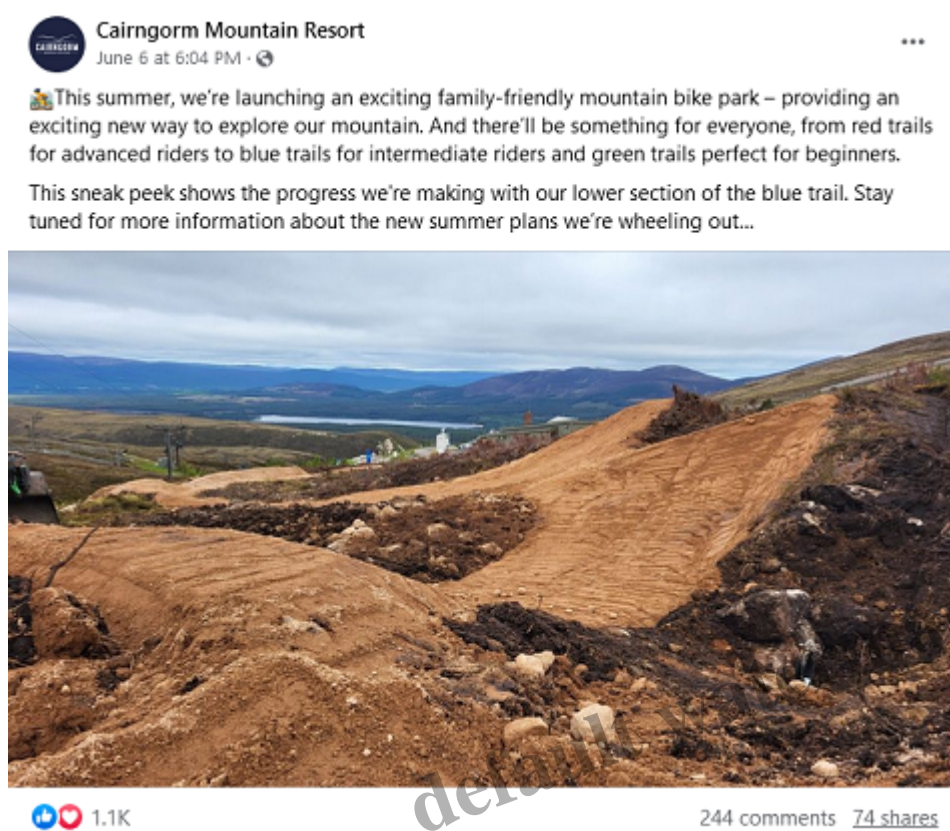 CAIRNGORM
Cairngorm Mountain Resort
June 6 at 6:04 PM ·
This summer, we're launching an exciting family-friendly mountain bike park – providing an
exciting new way to explore our mountain. And there'll be something for everyone, from red trails
for advanced riders to blue trails for intermediate riders and green trails perfect for beginners.
This sneak peek shows the progress we're making with our lower section of the blue trail. Stay
tuned for more information about the new summer plans we're wheeling out...
default
1.1K
244 comments 74 shares